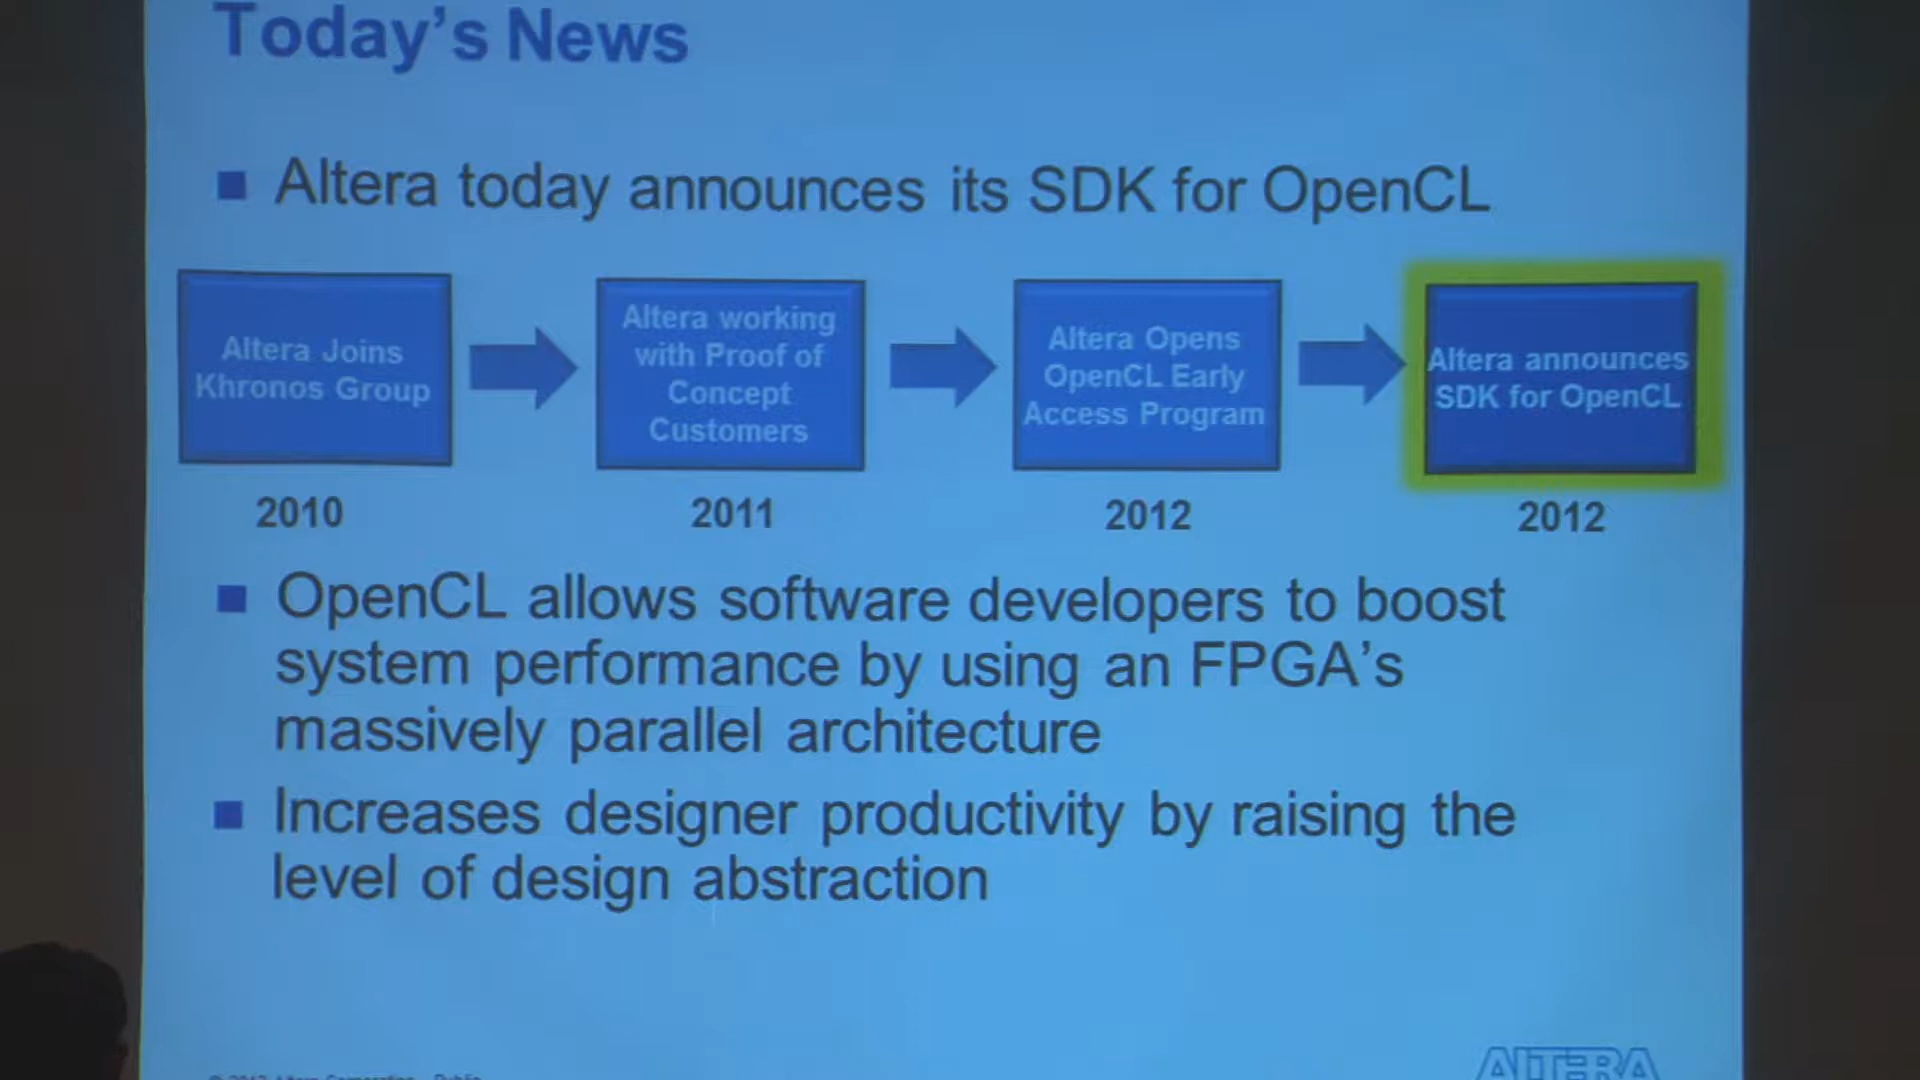 Today's News
Altera today announces its SDK for OpenCL
Altera Joins
Khronos Group
Altera working
with Proof of
Concept
Customers
Altera Opens
OpenCL Early
Access Program
Altera announces
SDK for OpenCL
2010
2011
2012
2012
OpenCL allows software developers to boost
system performance by using an FPGA's
massively parallel architecture
Increases designer productivity by raising the
level of design abstraction
ALTERA